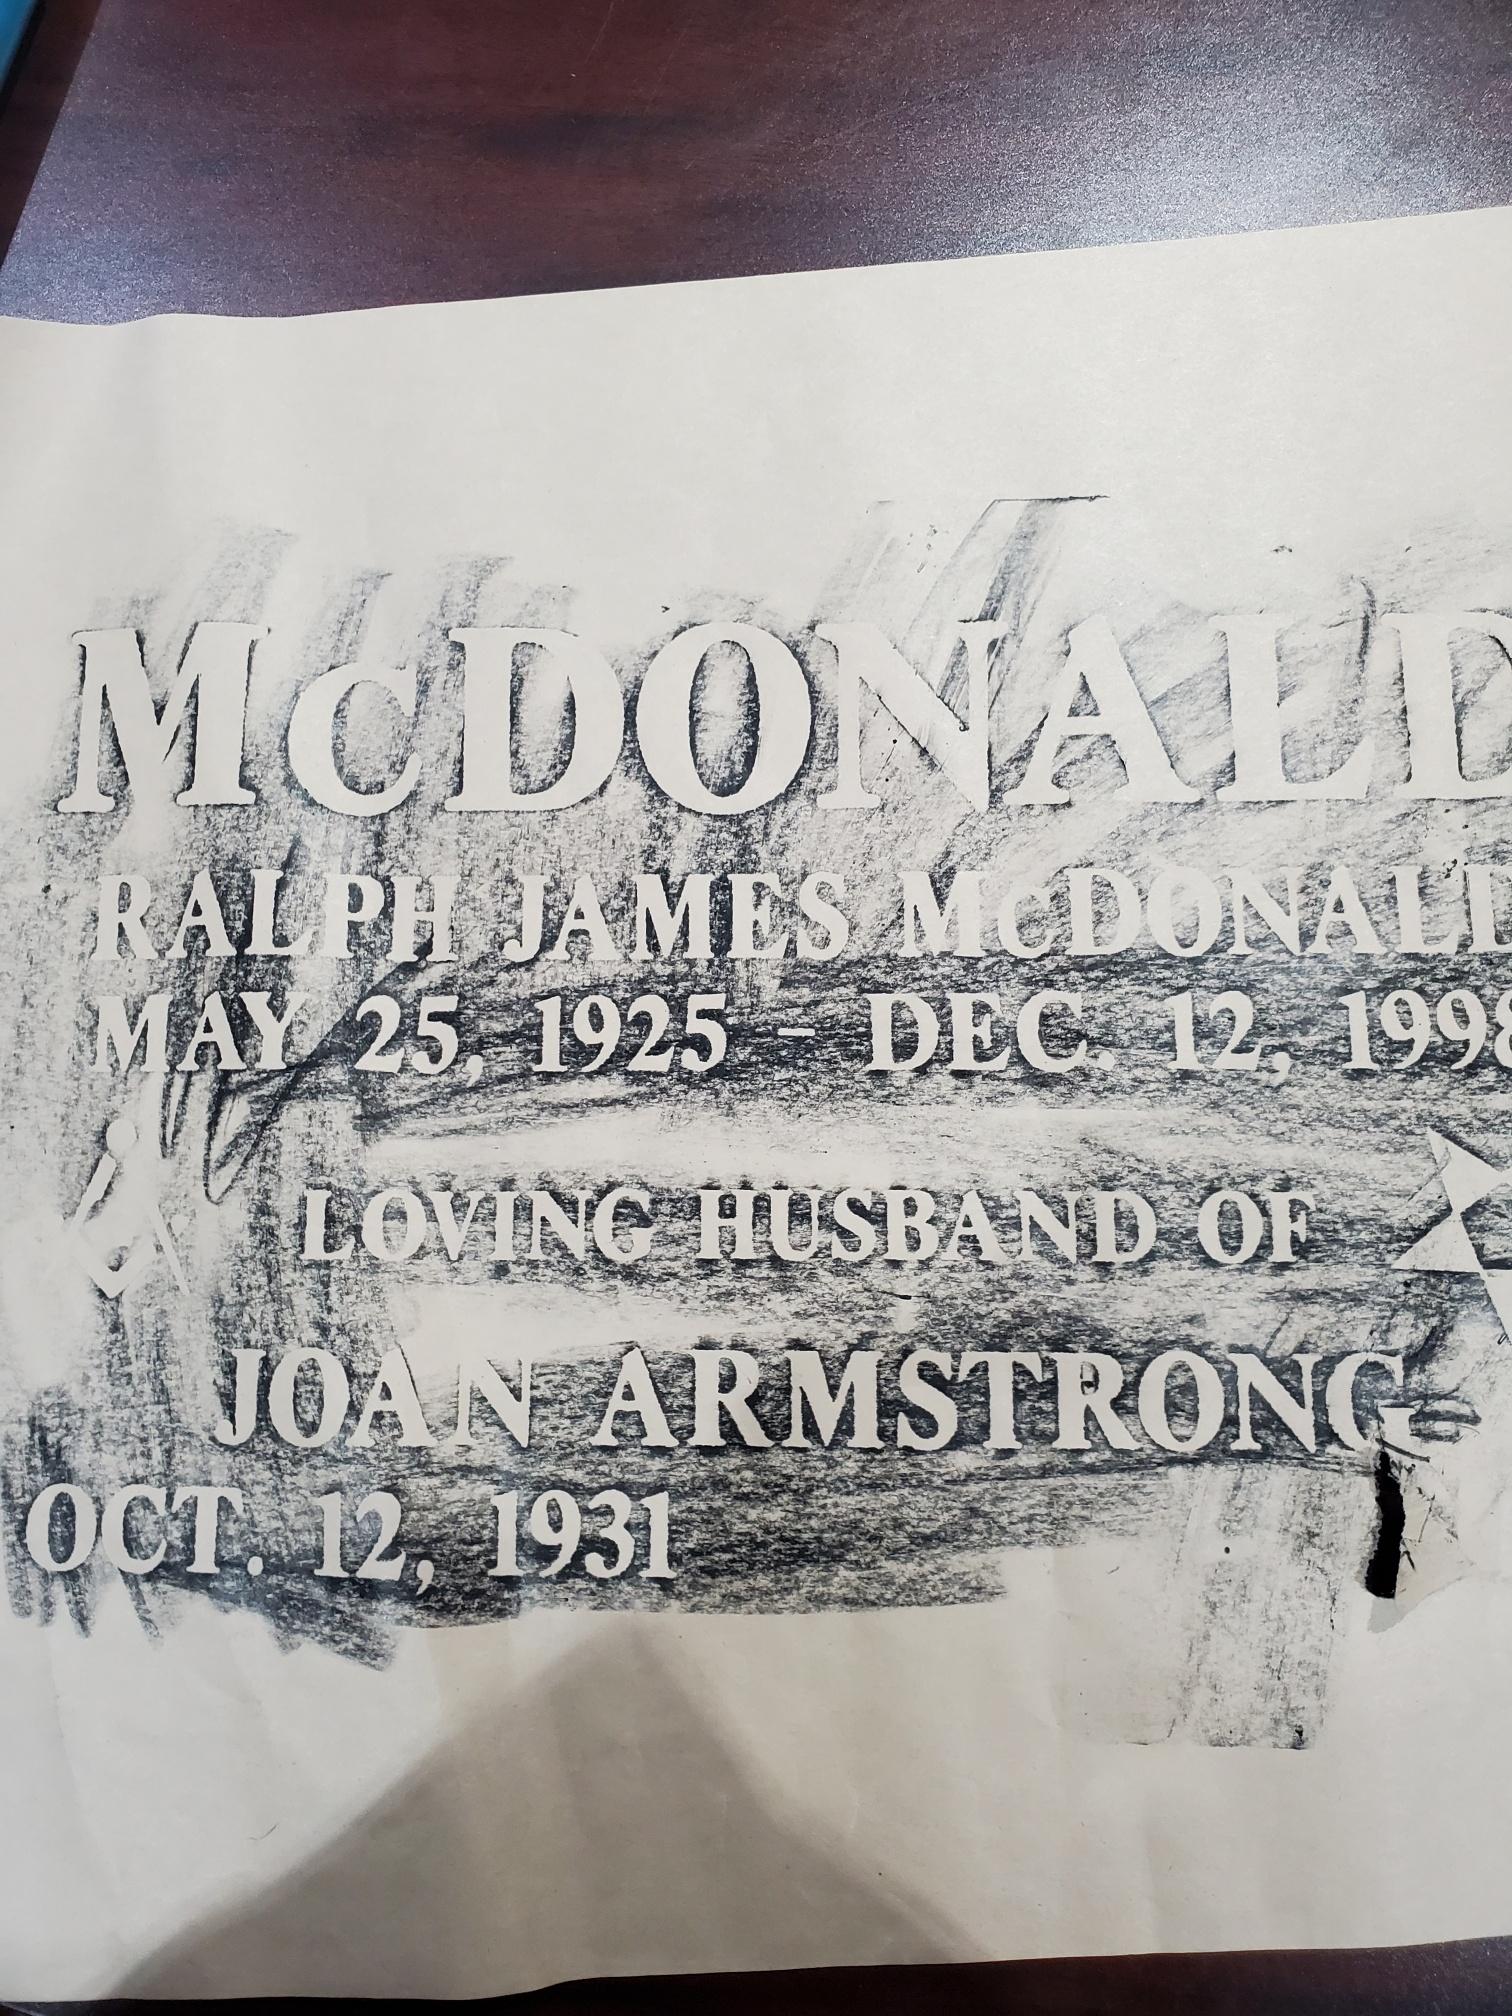 McDONALD
RALPH JAMES McDONALD
MAY 25, 1925 - DEC. 12, 1998
LOVING HUSBAND OF
JOAN ARMSTRONG
OCT. 12, 1931